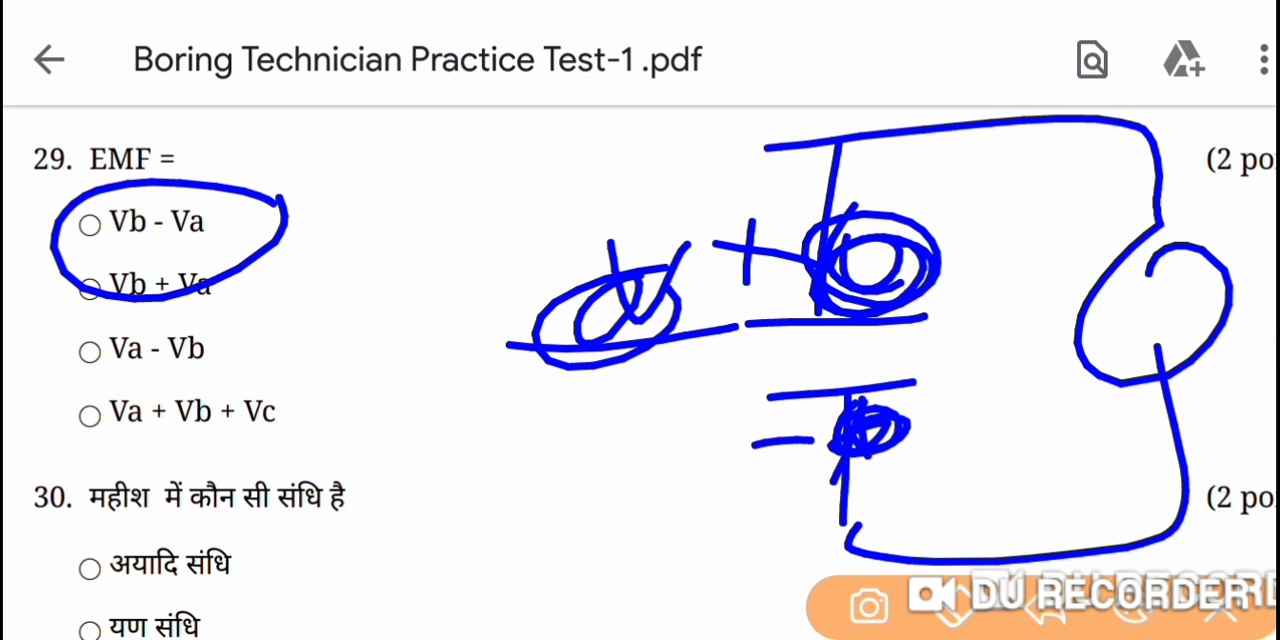 Boring Technician Practice Test-1 .pdf
29. EMF =
(2 po
Vb - Va
Vb + Va
Va - Vb
Va + Vb + Vc
30. महीश में कौन सी संधि है
(2 po
अयादि संधि
यण संधि
DU RECORDER